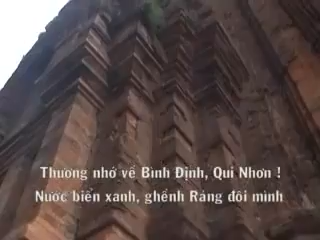 Thương nhớ về Bình Định, Qui Nhơn !
Nước biển xanh, ghềnh Ráng đôi mình